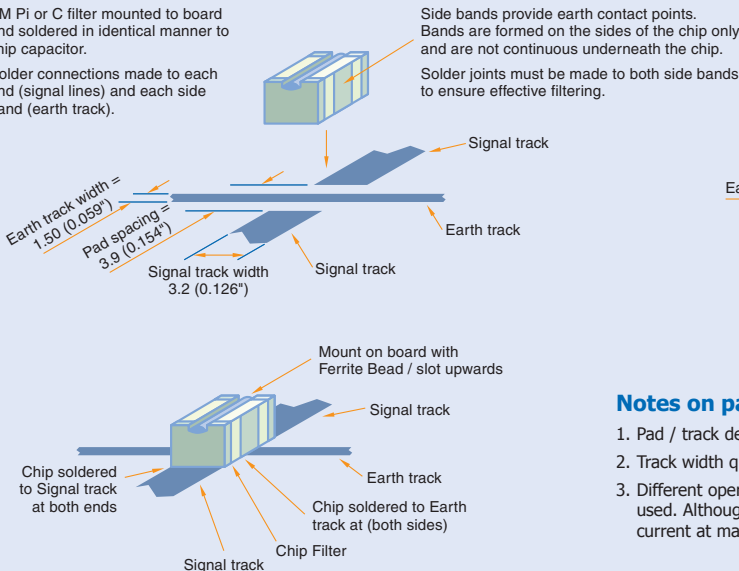 M Pi or C filter mounted to board
nd soldered in identical manner to
hip capacitor.
older connections made to each
nd (signal lines) and each side
and (earth track).
Side bands provide earth contact points.
Bands are formed on the sides of the chip only
and are not continuous underneath the chip.
Solder joints must be made to both side bands
to ensure effective filtering.
Signal track
Earth track width =
1.50 (0.059")
Pad spacing =
3.9 (0.154")
Earth track
Signal track width
3.2 (0.126")
Signal track
Ea
Mount on board with
Ferrite Bead / slot upwards
Signal track
Chip soldered
to Signal track
at both ends
Earth track
Chip soldered to Earth
track at (both sides)
Chip Filter
Signal track
Notes on pa
1. Pad / track de
2. Track width q
3. Different oper
used. Althoug
current at ma